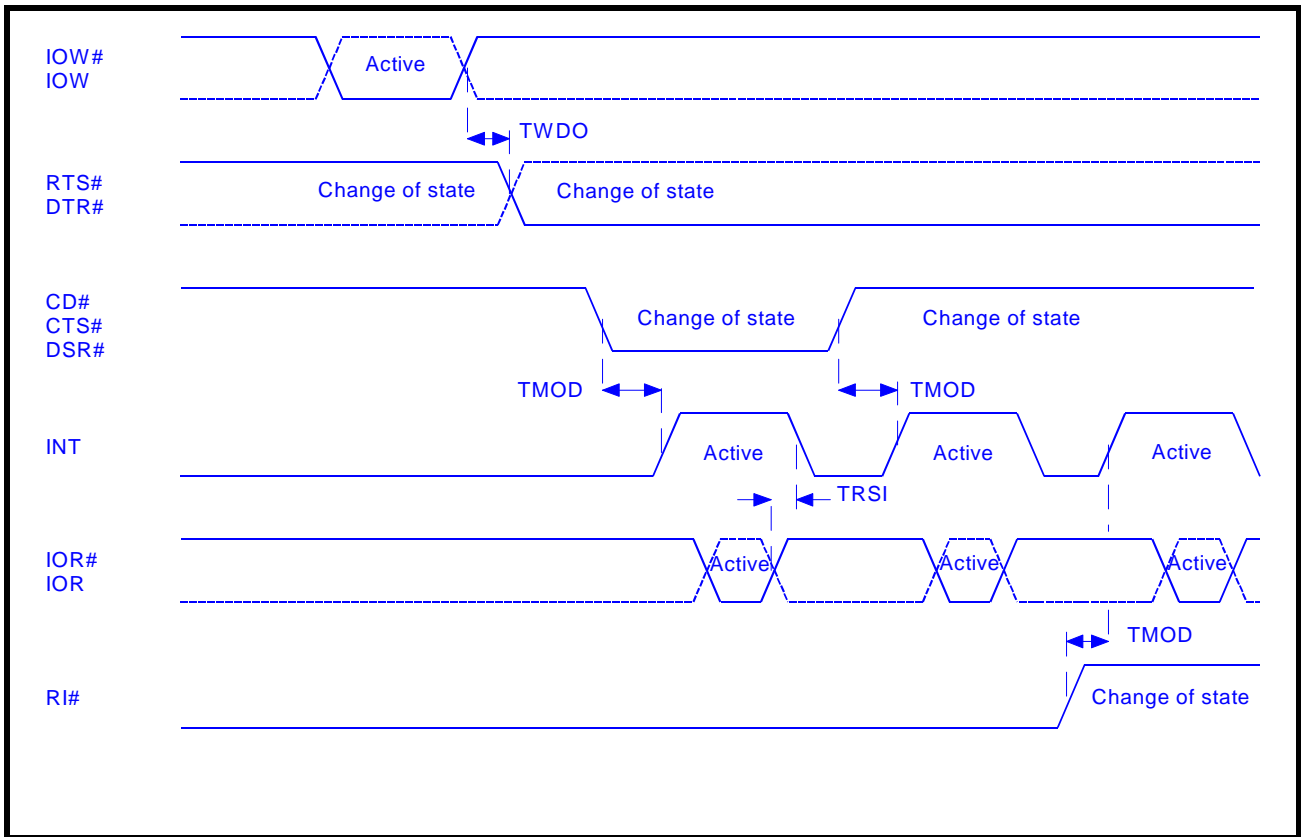 IOW#
IOW
Active
TWDO
RTS#
DTR#
Change of state
Change of state
CD#
CTS#
DSR#
Change of state
Change of state
TMOD
TMOD
INT
Active
Active
Active
TRSI
IOR#
IOR
Active
Active
Active
TMOD
RI#
Change of state